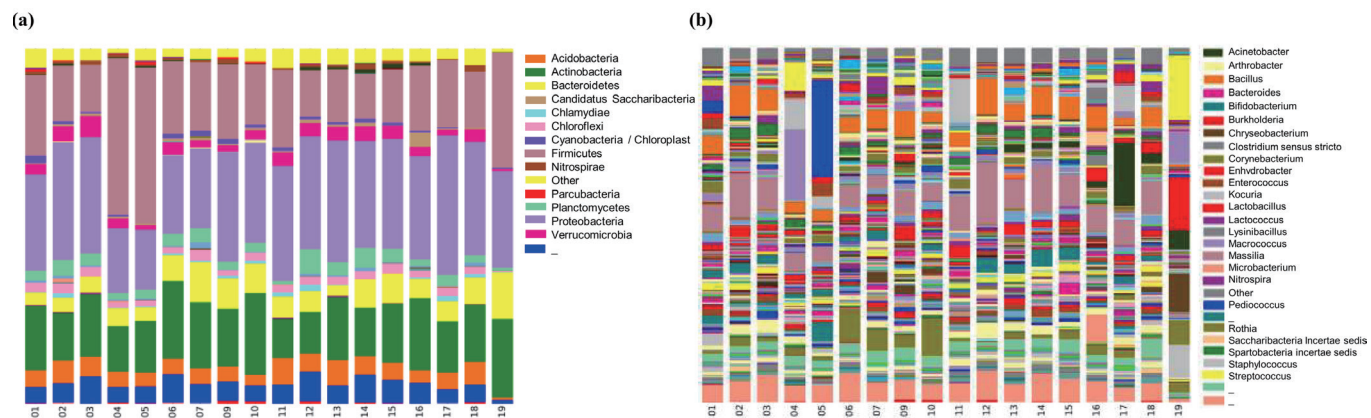 (a)
Acidobacteria
Actinobacteria
Bacteroidetes
Candidatus Saccharibacteria
Chlamydiae
Chloroflexi
Cyanobacteria / Chloroplast
Firmicutes
Nitrospirae
Other
Parcubacteria
Planctomycetes
Proteobacteria
Verrucomicrobia
_
01 02 03 04 05 06 07 09 10 11 12 13 14 15 16 17 18 19
(b)
Acinetobacter
Arthrobacter
Bacillus
Bacteroides
Bifidobacterium
Burkholderia
Chryseobacterium
Clostridium sensus stricto
Corynebacterium
Enhydrobacter
Enterococcus
Kocuria
Lactobacillus
Lactococcus
Lysinibacillus
Macrococcus
Massilia
Microbacterium
Nitrospira
Other
Pediococcus
_
Rothia
Saccharibacteria Incertae sedis
Spartobacteria incertae sedis
Staphylococcus
Streptococcus
_
_
01 02 03 04 05 06 07 09 10 11 12 13 14 15 16 17 18 19